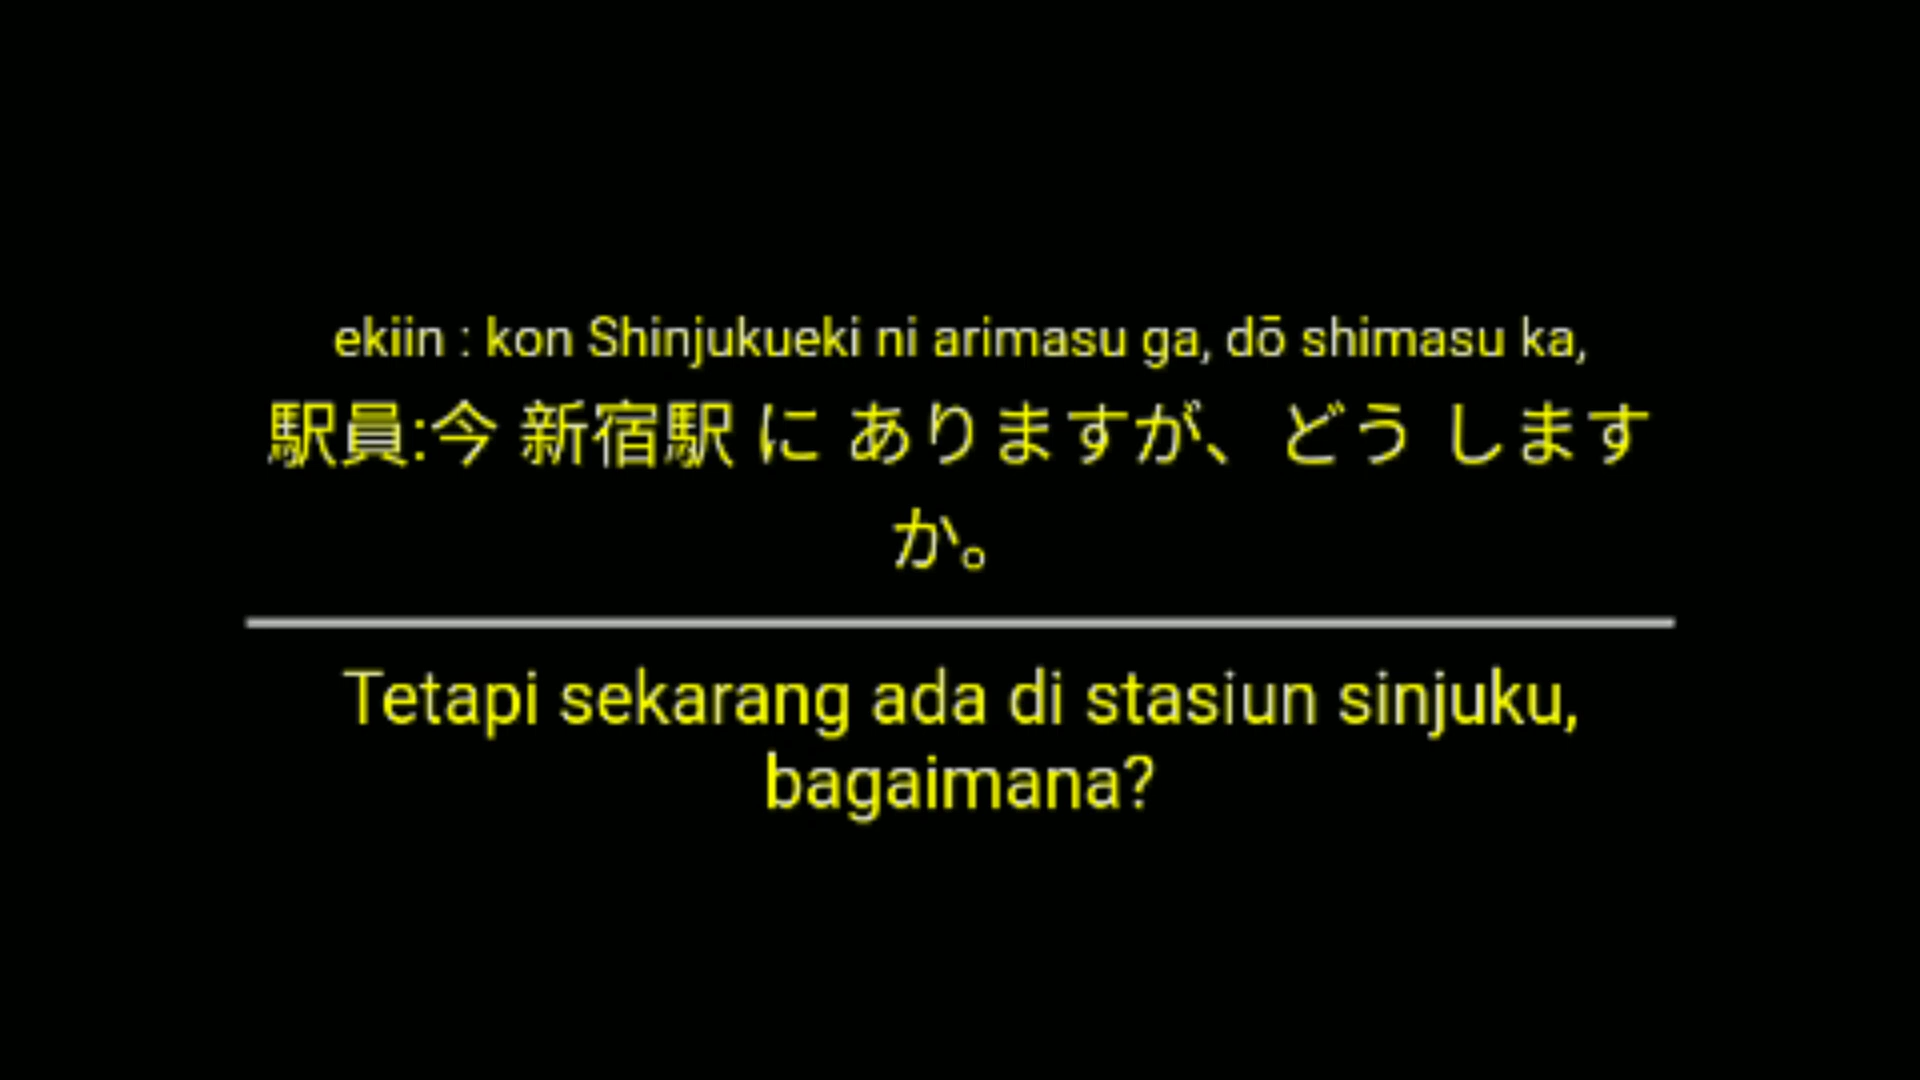 ekiin : kon Shinjukueki ni arimasu ga, dō shimasu ka,
駅員:今 新宿駅 に ありますが、どう します
か。
Tetapi sekarang ada di stasiun sinjuku,
bagaimana?